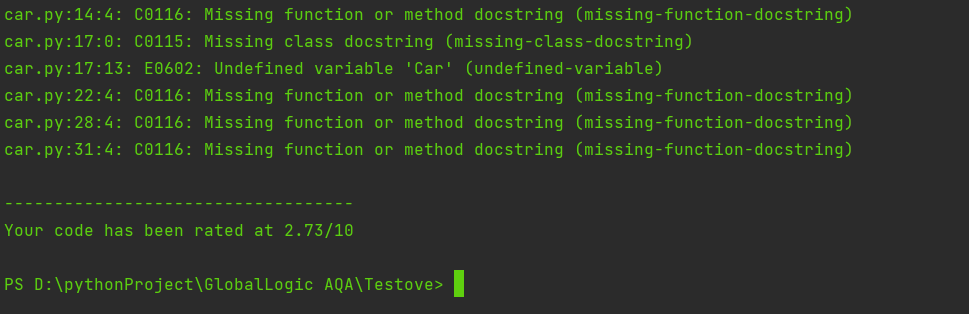 car.py:14:4: C0116: Missing function or method docstring (missing-function-docstring)
car.py:17:0: C0115: Missing class docstring (missing-class-docstring)
car.py:17:13: E0602: Undefined variable 'Car' (undefined-variable)
car.py:22:4: C0116: Missing function or method docstring (missing-function-docstring)
car.py:28:4: C0116: Missing function or method docstring (missing-function-docstring)
car.py:31:4: C0116: Missing function or method docstring (missing-function-docstring)
-----------------------------------
Your code has been rated at 2.73/10
PS D:\pythonProject\GlobalLogic AQA\Testove>